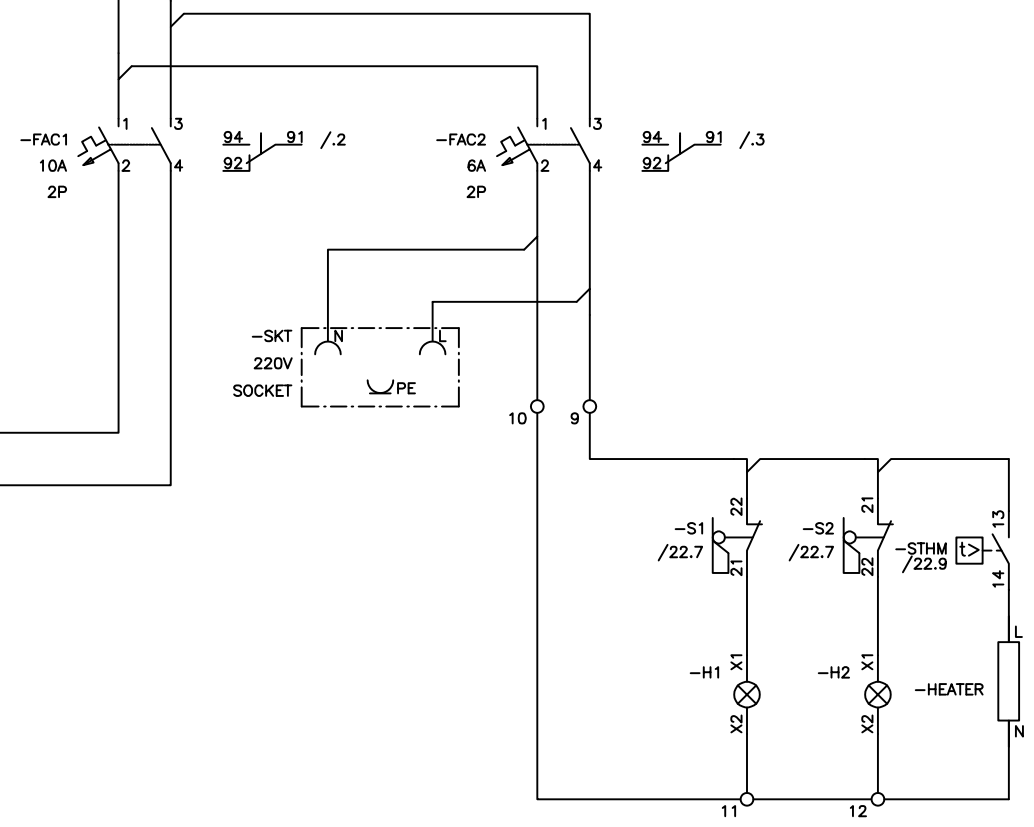 1 3
-FAC1 94 91 /.2
10A 2 4 92
2P
1 3
-FAC2 94 91 /.3
6A 2 4 92
2P
-SKT N L
220V
SOCKET PE
10 9
22 21 13
-S1 -S2 -STHM t>
/22.7 /22.7 /22.9
21 22 14
L
X1 X1
-H1 -H2 -HEATER
X2 X2 N
11 12